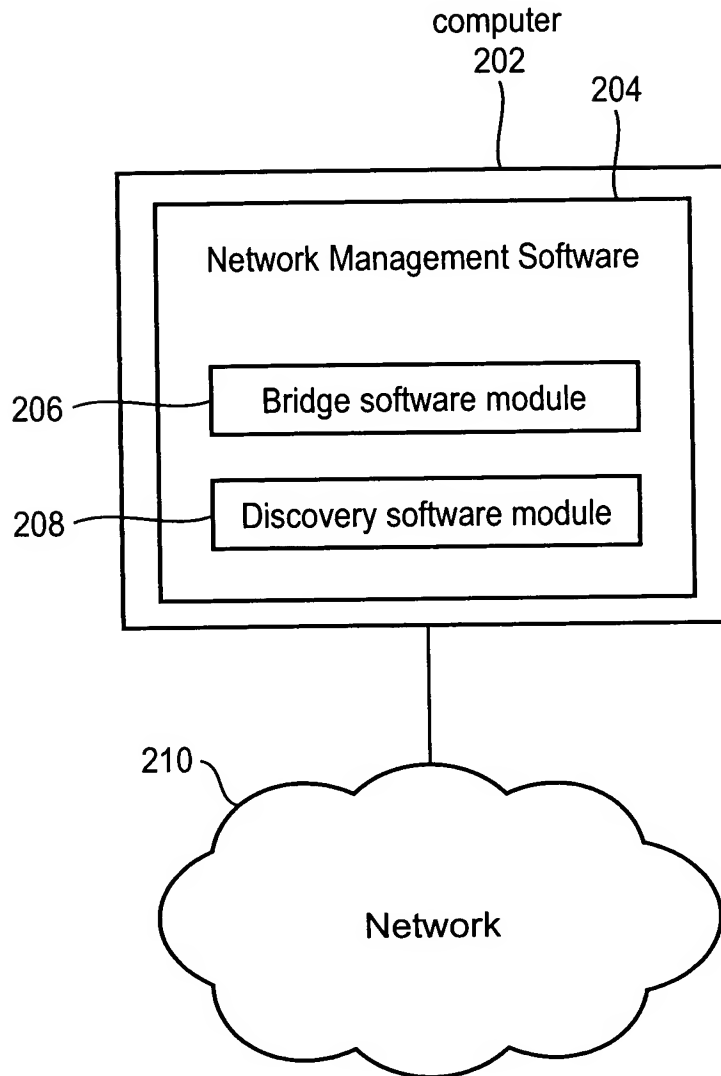 computer
202
204
Network Management Software
206
Bridge software module
208
Discovery software module
210
Network